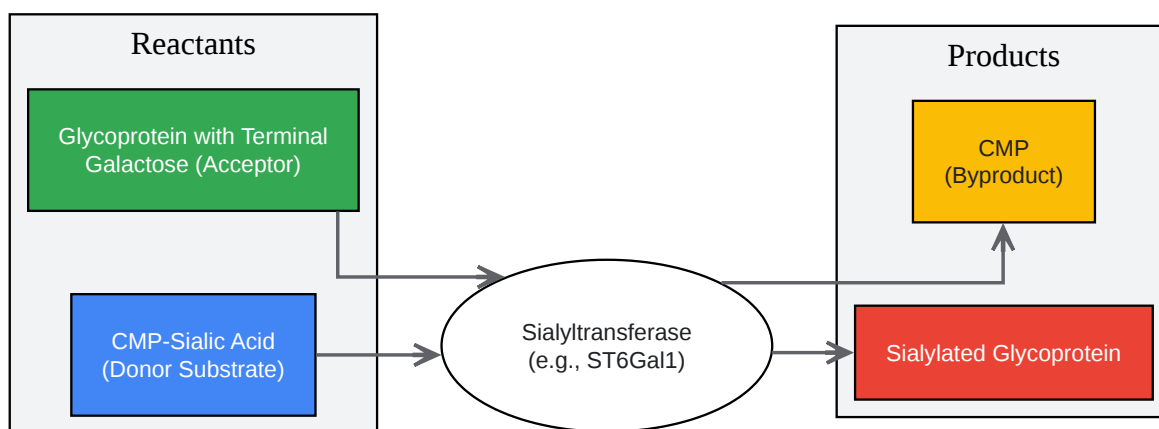 Reactants
Glycoprotein with Terminal
Galactose (Acceptor)
CMP-Sialic Acid
(Donor Substrate)
Sialyltransferase
(e.g., ST6Gal1)
Products
CMP
(Byproduct)
Sialylated Glycoprotein